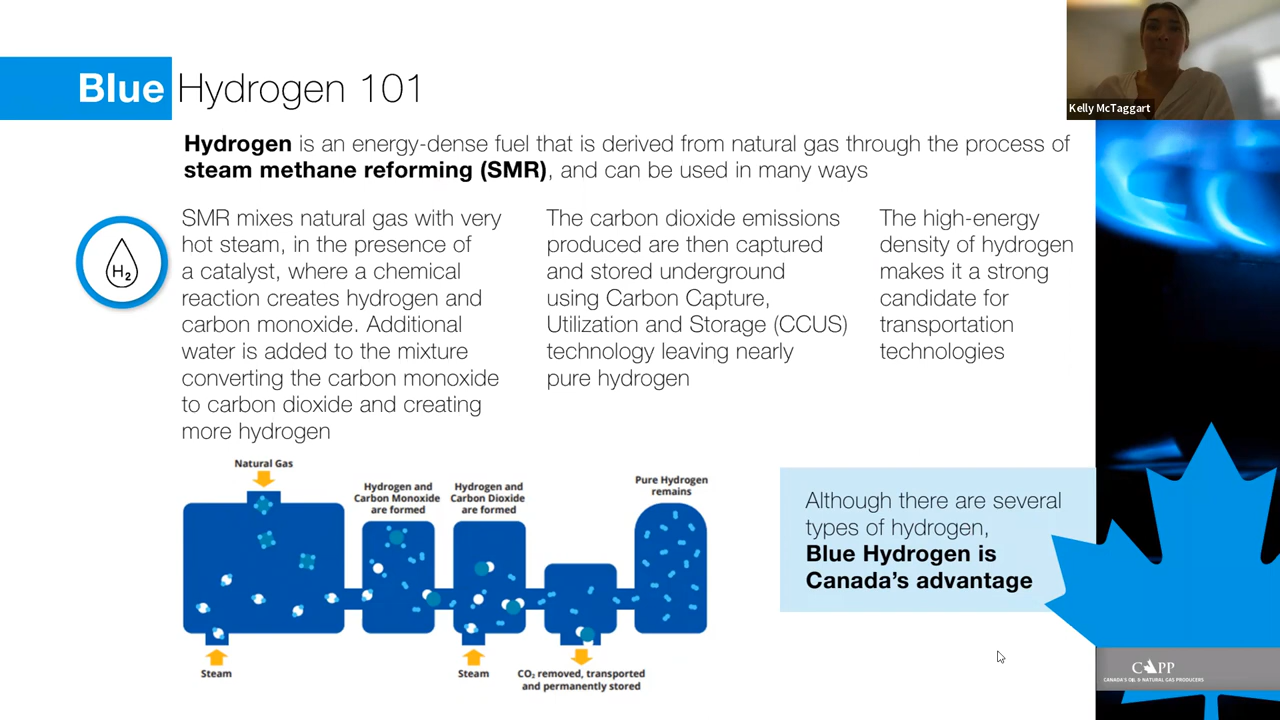 Kelly McTaggart
Blue Hydrogen 101
Hydrogen is an energy-dense fuel that is derived from natural gas through the process of
steam methane reforming (SMR), and can be used in many ways
H2
SMR mixes natural gas with very
hot steam, in the presence of
a catalyst, where a chemical
reaction creates hydrogen and
carbon monoxide. Additional
water is added to the mixture
converting the carbon monoxide
to carbon dioxide and creating
more hydrogen
The carbon dioxide emissions
produced are then captured
and stored underground
using Carbon Capture,
Utilization and Storage (CCUS)
technology leaving nearly
pure hydrogen
The high-energy
density of hydrogen
makes it a strong
candidate for
transportation
technologies
Natural Gas
Hydrogen and
Carbon Monoxide
are formed
Hydrogen and
Carbon Dioxide
are formed
Pure Hydrogen
remains
Steam
Steam
CO₂ removed, transported
and permanently stored
Although there are several
types of hydrogen,
Blue Hydrogen is
Canada's advantage
CAPP
CANADA'S OIL & NATURAL GAS PRODUCERS